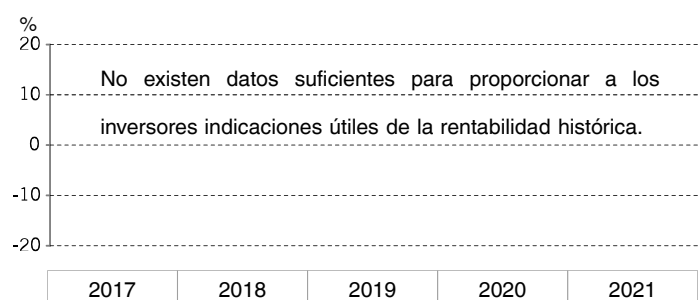 %
20
No existen datos suficientes para proporcionar a los
10
inversores indicaciones útiles de la rentabilidad histórica.
0
-10
-20
2017 2018 2019 2020 2021